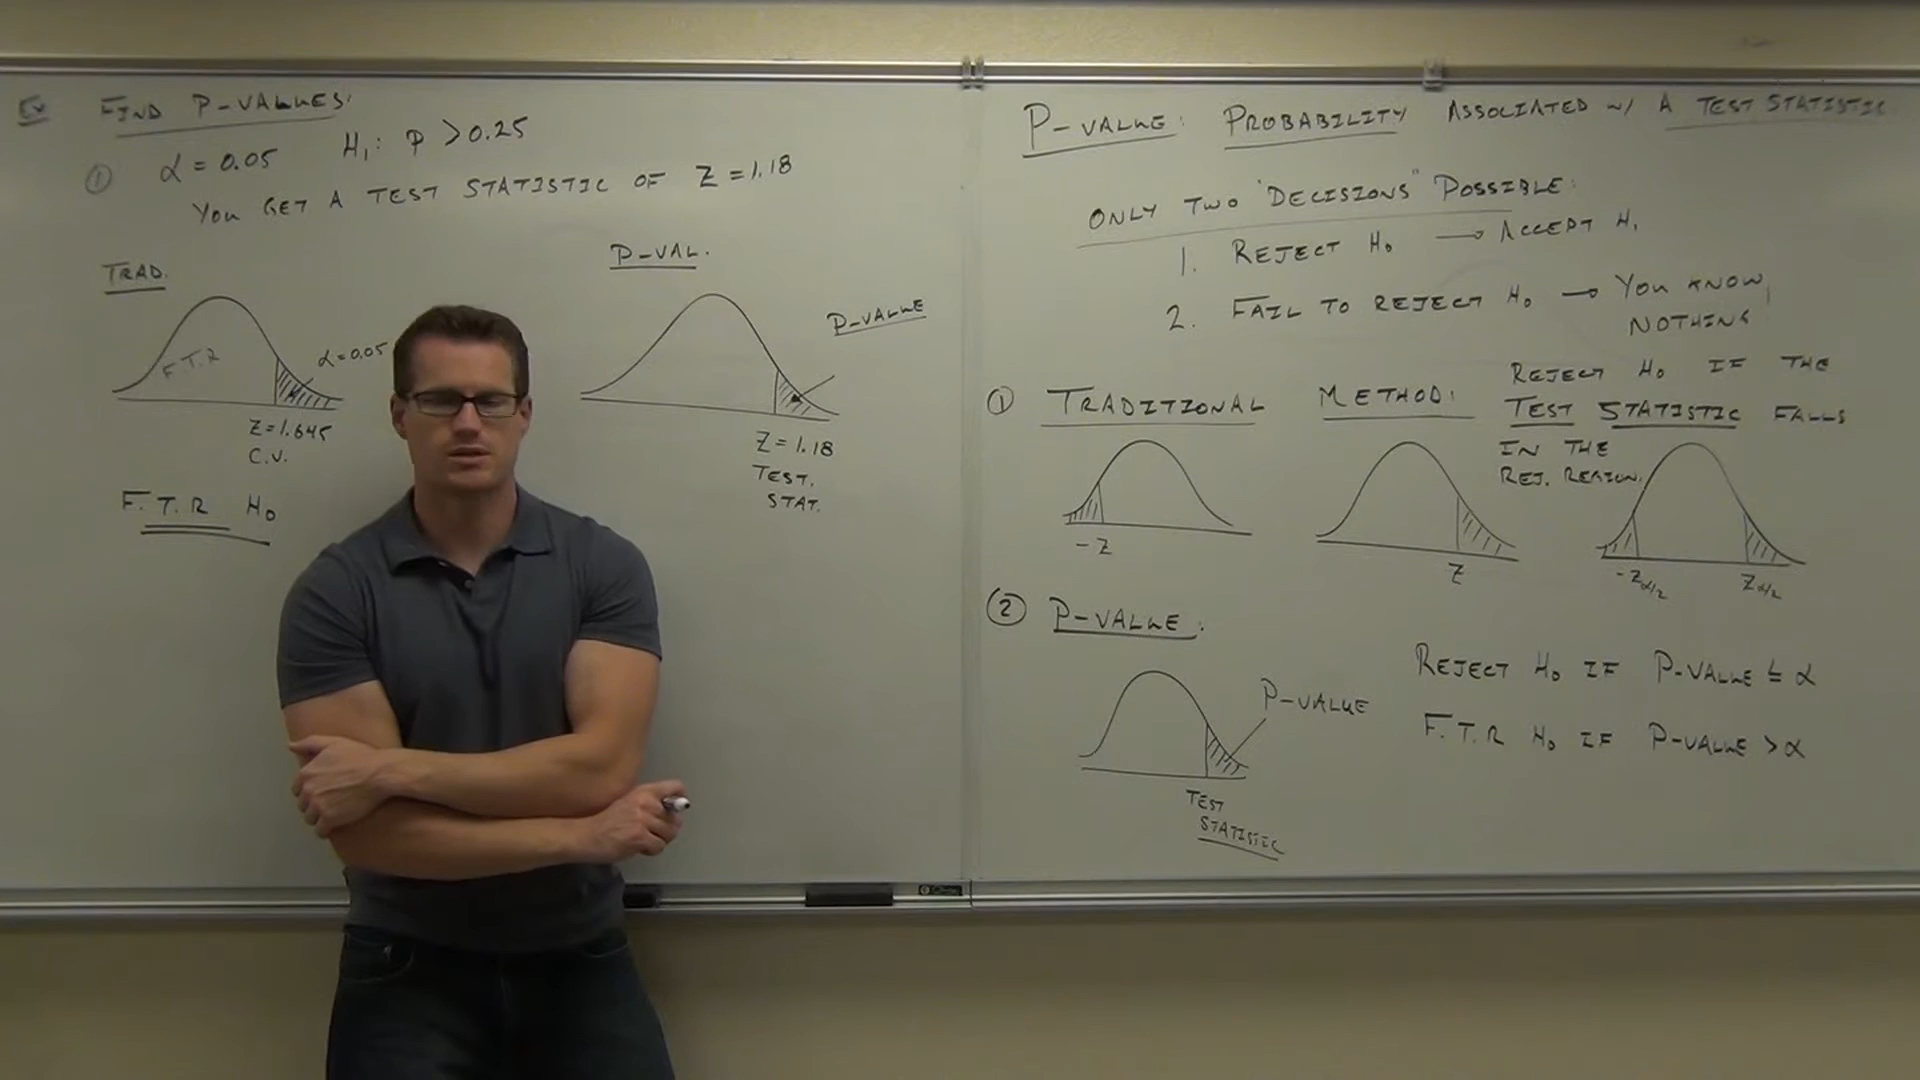 Ex FIND P-VALUES:
① α = 0.05 H₁: P > 0.25
YOU GET A TEST STATISTIC OF Z = 1.18
TRAD.
F.T.R
α = 0.05
Z = 1.645
C.V.
F.T.R H₀
P-VAL.
P-VALUE
Z = 1.18
TEST.
STAT.
P-VALUE: PROBABILITY ASSOCIATED W/ A TEST STATISTIC
ONLY TWO "DECISIONS" POSSIBLE:
1. REJECT H₀ → ACCEPT H₁
2. FAIL TO REJECT H₀ → YOU KNOW
NOTHING
① TRADITIONAL METHOD: REJECT H₀ IF THE
TEST STATISTIC FALLS
IN THE
REJ. REGION.
-Z
Z
-Z α/2
Z α/2
② P-VALUE:
P-VALUE
TEST
STATISTIC
REJECT H₀ IF P-VALUE ≤ α
F.T.R H₀ IF P-VALUE > α